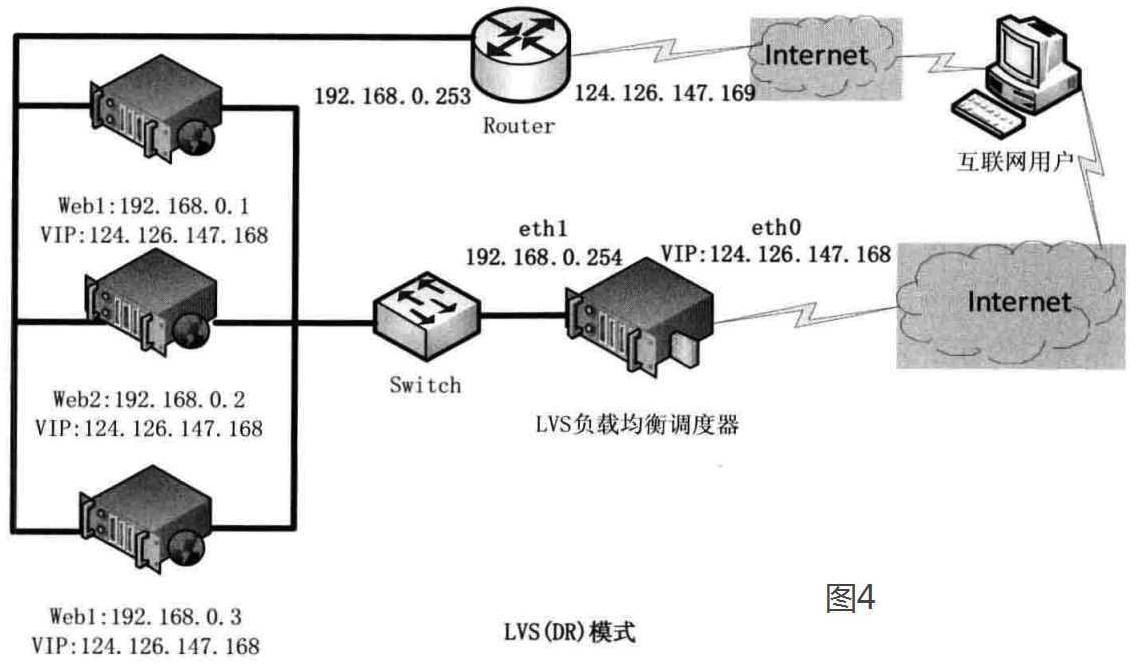 Internet
192.168.0.253
124.126.147.169
Router
互联网用户
Web1:192.168.0.1
VIP:124.126.147.168
eth1
192.168.0.254
eth0
VIP:124.126.147.168
Internet
Switch
LVS负载均衡调度器
Web2:192.168.0.2
VIP:124.126.147.168
图4
Web1:192.168.0.3
VIP:124.126.147.168
LVS(DR)模式